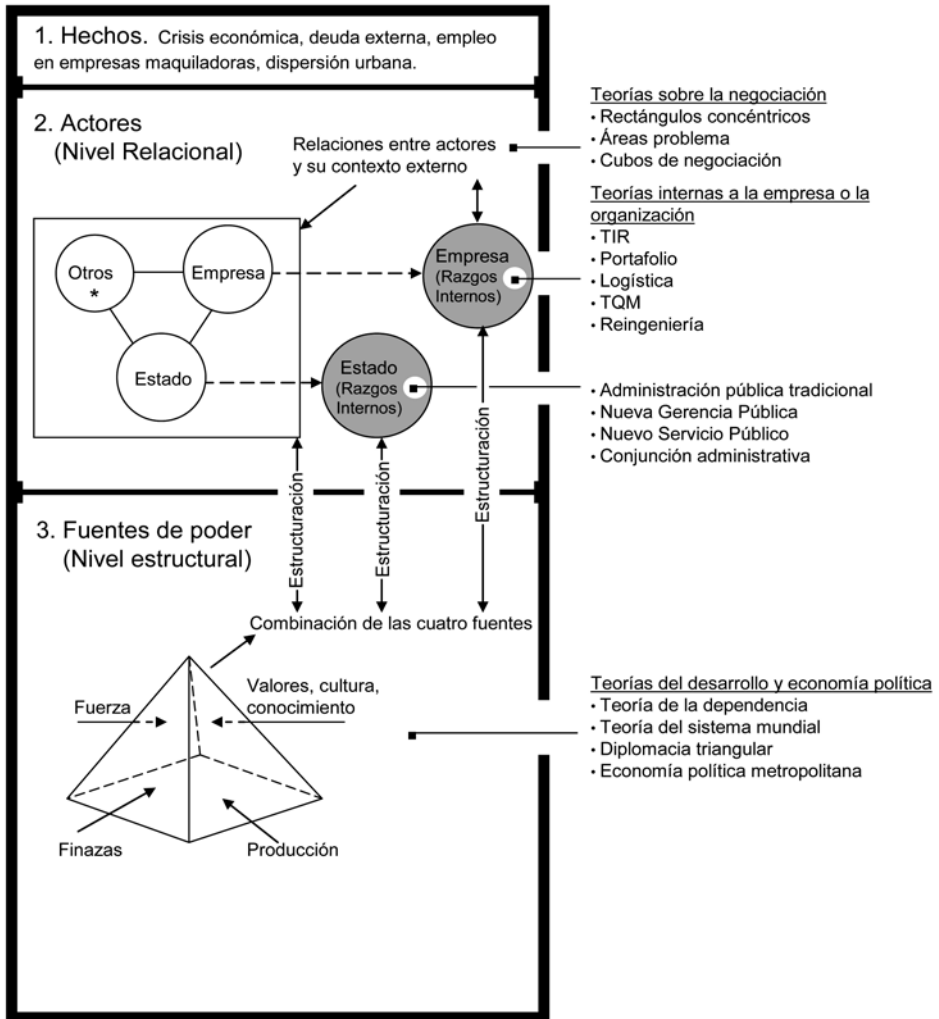 1. Hechos. Crisis económica, deuda externa, empleo
en empresas maquiladoras, dispersión urbana.
2. Actores
(Nivel Relacional)
Relaciones entre actores
y su contexto externo
Otros
*
Empresa
Estado
Empresa
(Razgos
Internos)
Estado
(Razgos
Internos)
Estructuración
Estructuración
Estructuración
3. Fuentes de poder
(Nivel estructural)
Combinación de las cuatro fuentes
Fuerza
Valores, cultura,
conocimiento
Finazas
Producción
Teorías sobre la negociación
• Rectángulos concéntricos
• Áreas problema
• Cubos de negociación
Teorías internas a la empresa o la
organización
• TIR
• Portafolio
• Logística
• TQM
• Reingeniería
• Administración pública tradicional
• Nueva Gerencia Pública
• Nuevo Servicio Público
• Conjunción administrativa
Teorías del desarrollo y economía política
• Teoría de la dependencia
• Teoría del sistema mundial
• Diplomacia triangular
• Economía política metropolitana